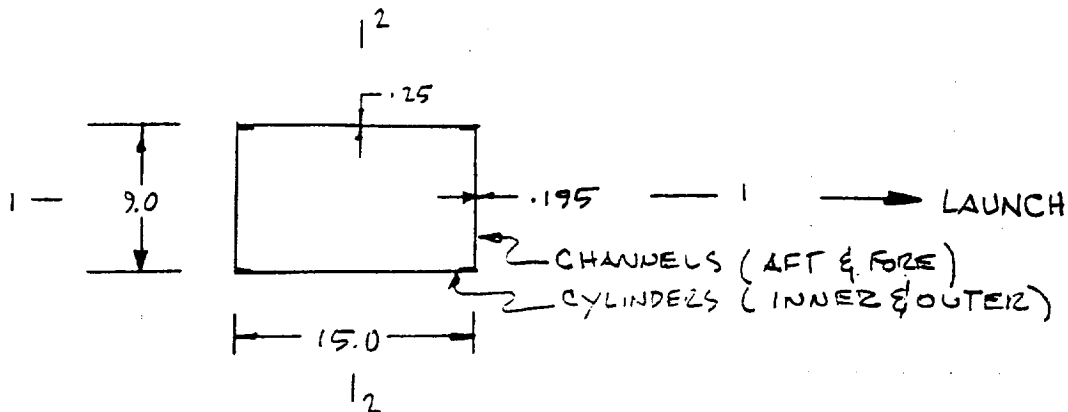 2
.25
1 — 9.0 .195 — 1 LAUNCH
CHANNELS (AFT & FORE)
CYLINDERS (INNER & OUTER)
15.0
2